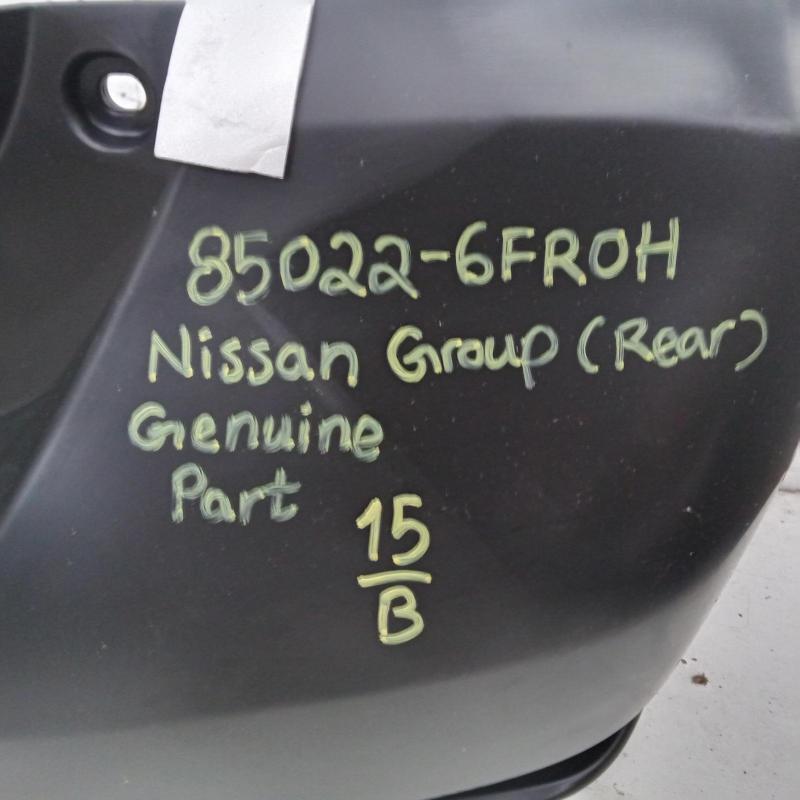 85022-6FR0H
Nissan Group (Rear)
Genuine
Part
15
B